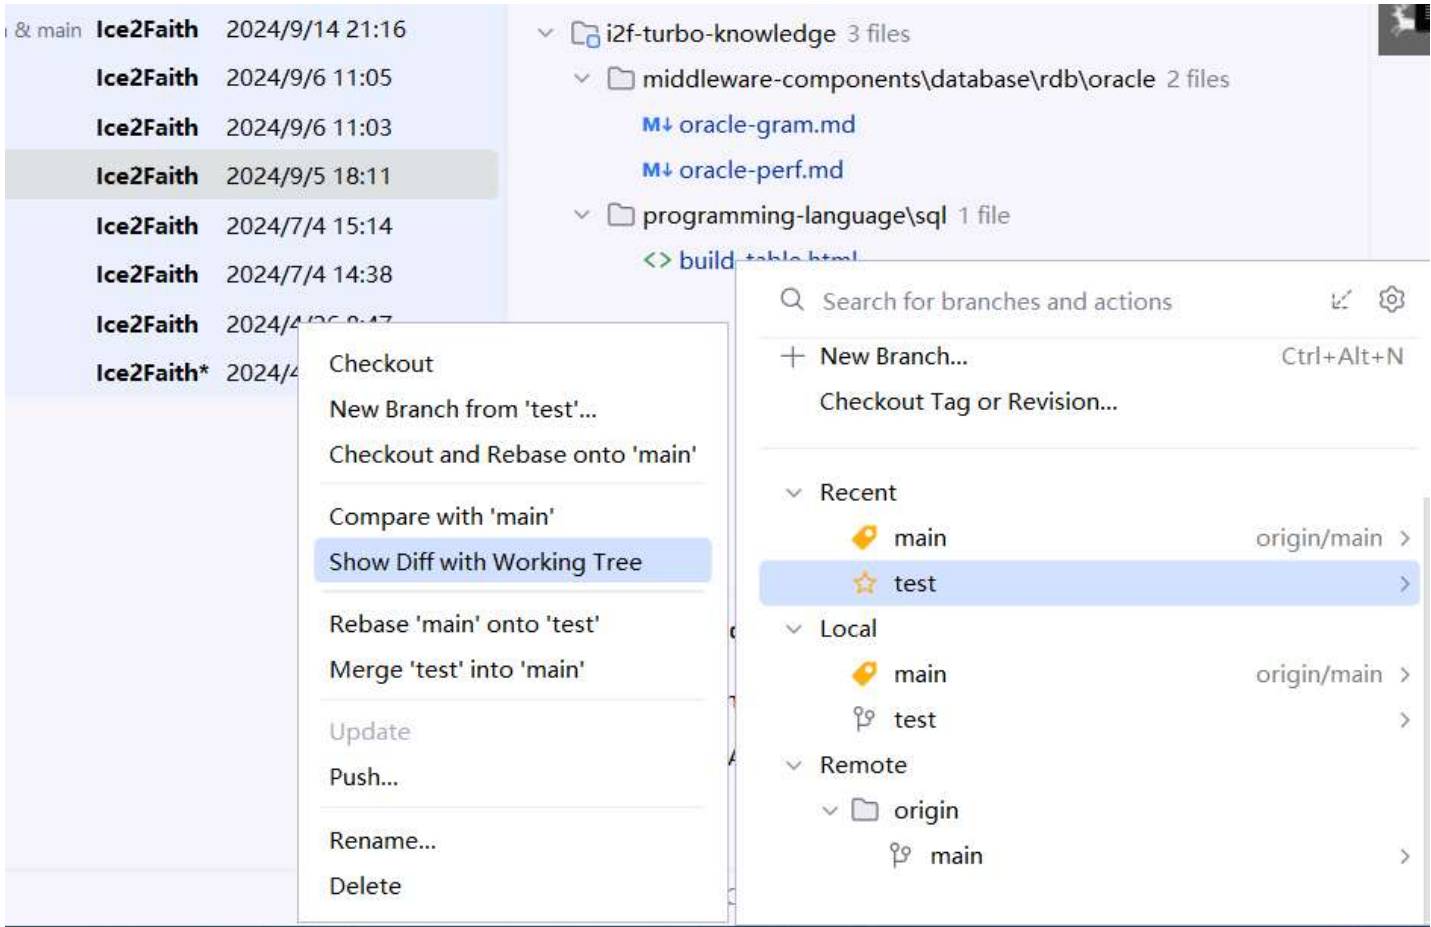 & main Ice2Faith 2024/9/14 21:16
Ice2Faith 2024/9/6 11:05
Ice2Faith 2024/9/6 11:03
Ice2Faith 2024/9/5 18:11
Ice2Faith 2024/7/4 15:14
Ice2Faith 2024/7/4 14:38
Ice2Faith
Ice2Faith*
i2f-turbo-knowledge 3 files
middleware-components\database\rdb\oracle 2 files
M↓ oracle-gram.md
M↓ oracle-perf.md
programming-language\sql 1 file
<> build_table.html
Checkout
New Branch from 'test'...
Checkout and Rebase onto 'main'
Compare with 'main'
Show Diff with Working Tree
Rebase 'main' onto 'test'
Merge 'test' into 'main'
Update
Push...
Rename...
Delete
Search for branches and actions
New Branch... Ctrl+Alt+N
Checkout Tag or Revision...
Recent
main origin/main
test
Local
main origin/main
test
Remote
origin
main